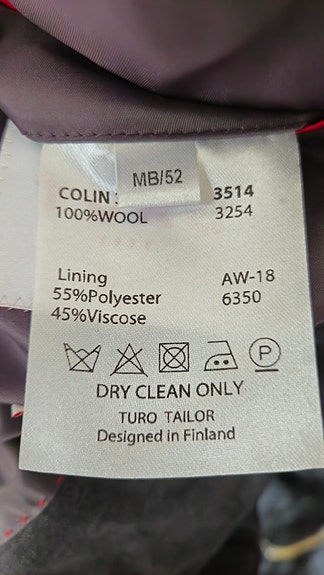 MB/52
COLIN 3514
100%WOOL 3254
Lining AW-18
55%Polyester 6350
45%Viscose
P
DRY CLEAN ONLY
TURO TAILOR
Designed in Finland